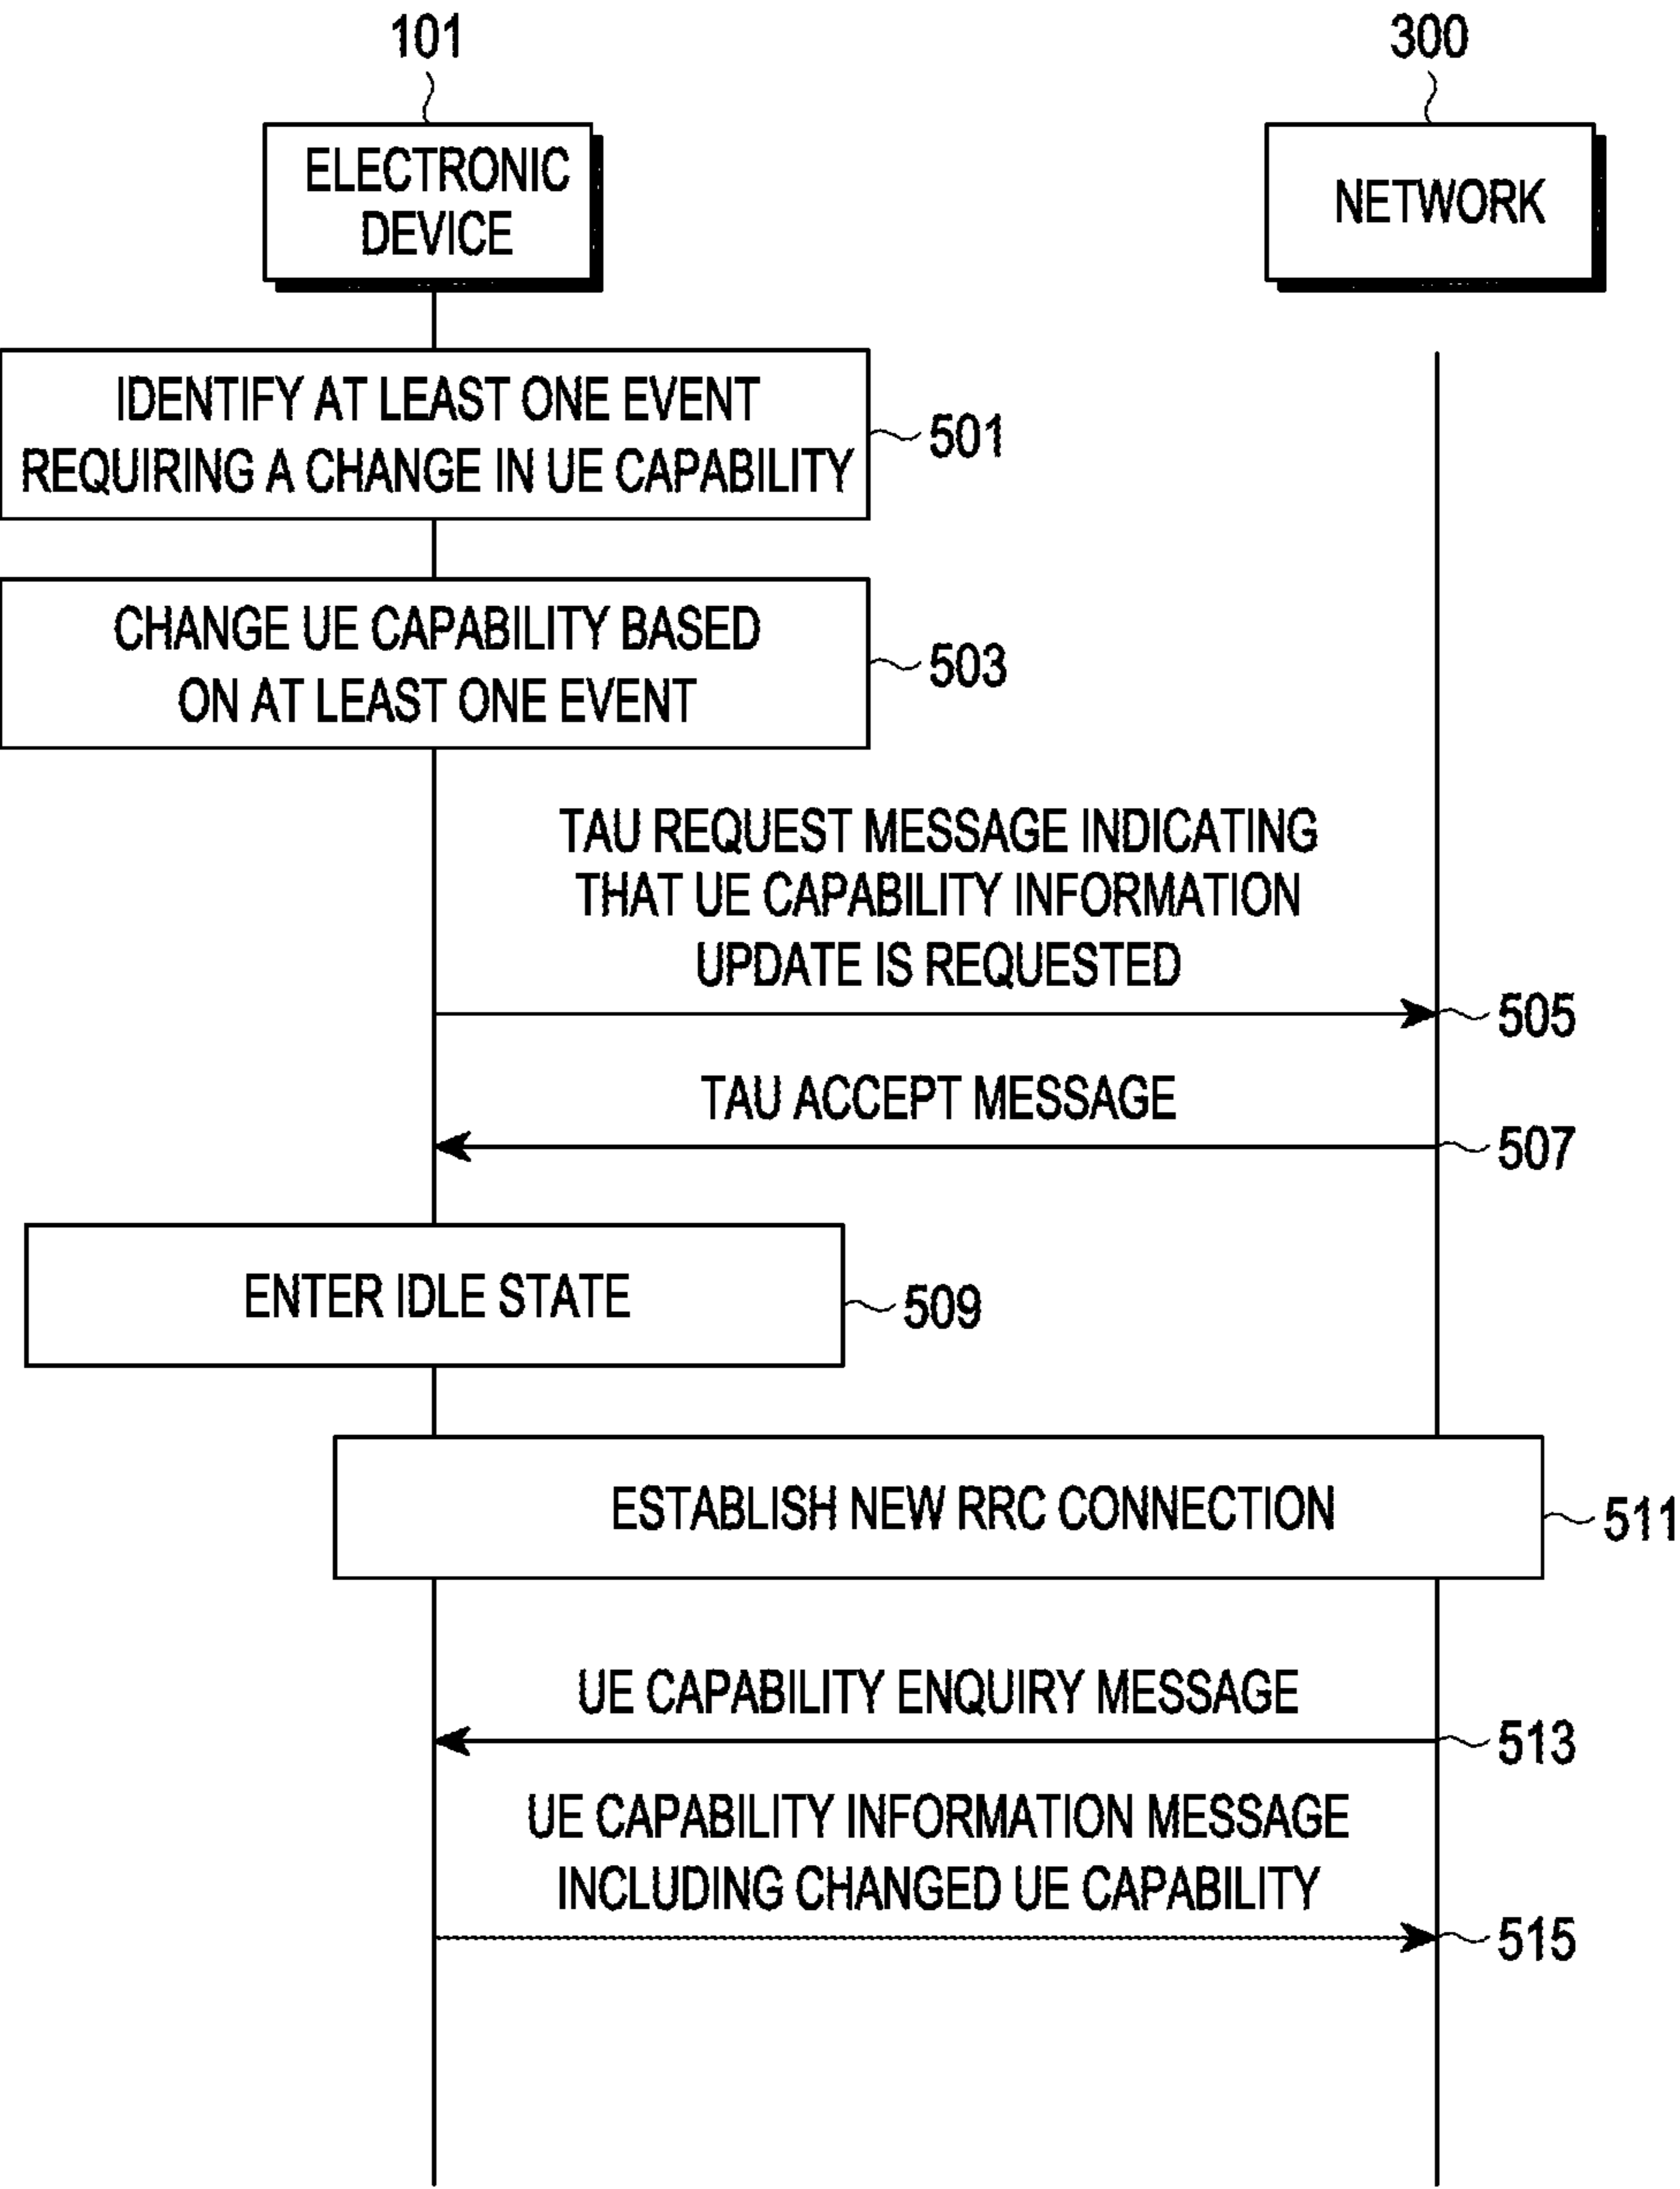 101
300
ELECTRONIC
DEVICE
NETWORK
IDENTIFY AT LEAST ONE EVENT
REQUIRING A CHANGE IN UE CAPABILITY
501
CHANGE UE CAPABILITY BASED
ON AT LEAST ONE EVENT
503
TAU REQUEST MESSAGE INDICATING
THAT UE CAPABILITY INFORMATION
UPDATE IS REQUESTED
505
TAU ACCEPT MESSAGE
507
ENTER IDLE STATE
509
ESTABLISH NEW RRC CONNECTION
511
UE CAPABILITY ENQUIRY MESSAGE
513
UE CAPABILITY INFORMATION MESSAGE
INCLUDING CHANGED UE CAPABILITY
515